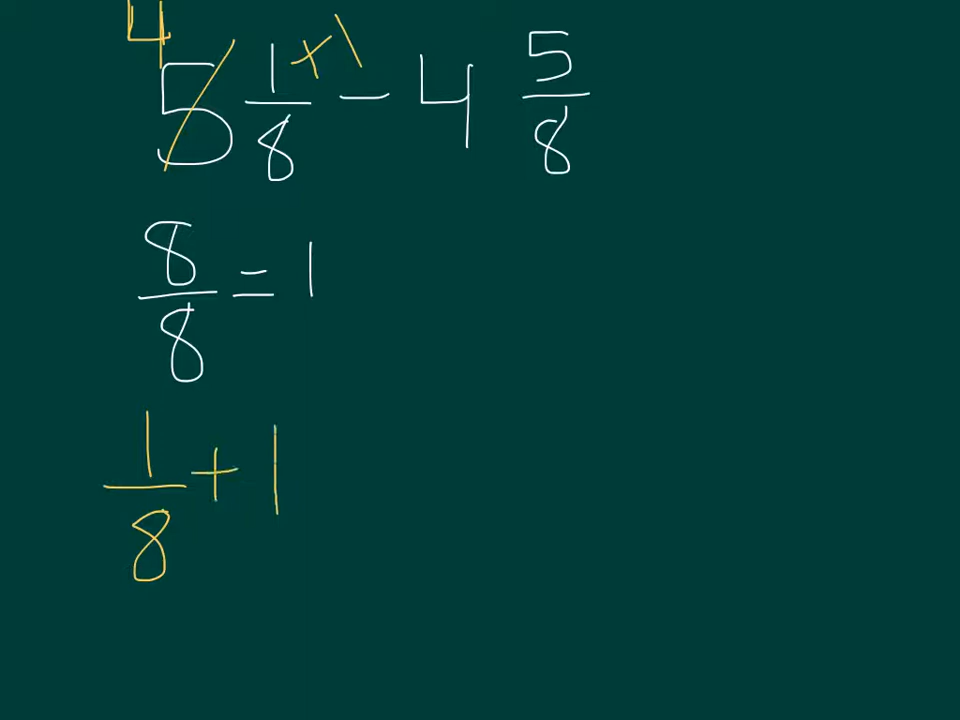 4
5 1/8 +1 - 4 5/8
8/8 = 1
1/8 + 1